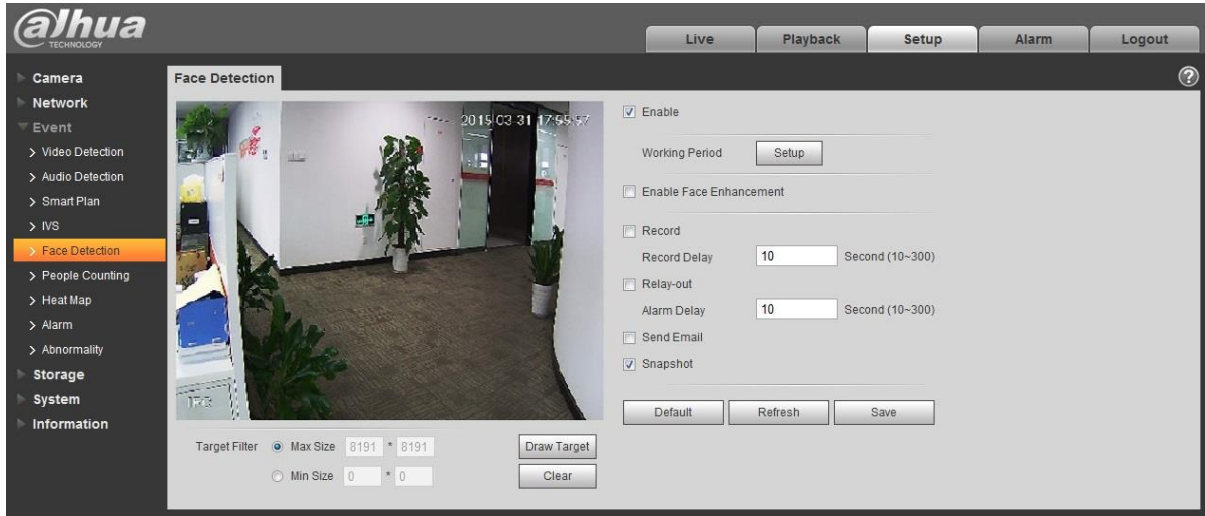 alhua
TECHNOLOGY
Live
Playback
Setup
Alarm
Logout
Camera
Network
Event
Video Detection
Audio Detection
Smart Plan
IVS
Face Detection
People Counting
Heat Map
Alarm
Abnormality
Storage
System
Information
Face Detection
?
2015-03-31 17:55:57
IPC
Target Filter Max Size 8191 * 8191 Draw Target
Min Size 0 * 0 Clear
Enable
Working Period Setup
Enable Face Enhancement
Record
Record Delay 10 Second (10~300)
Relay-out
Alarm Delay 10 Second (10~300)
Send Email
Snapshot
Default Refresh Save